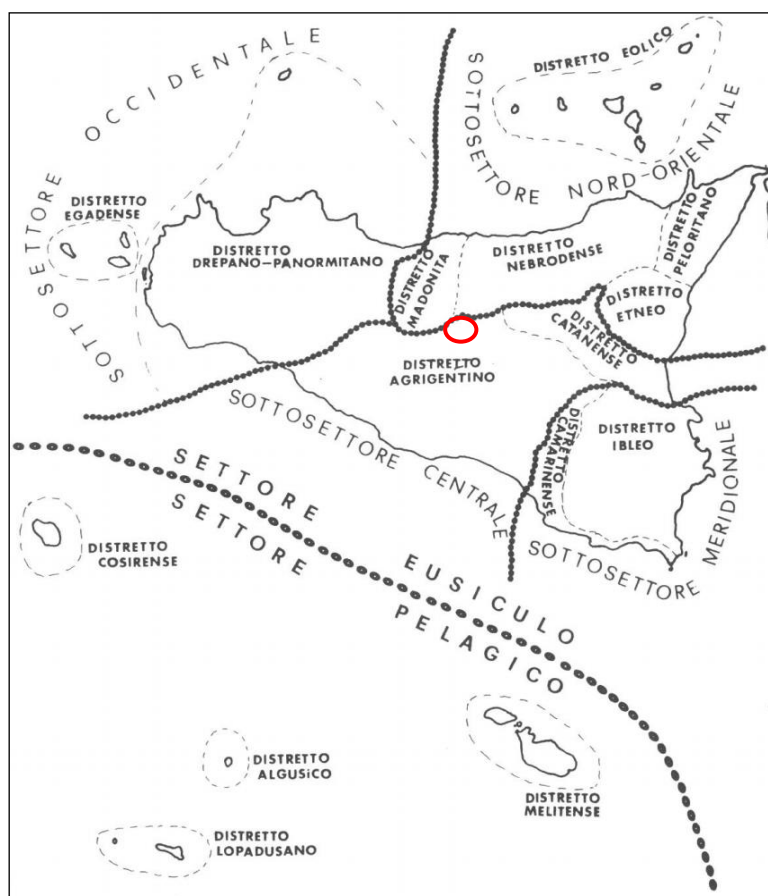 SOTTOSETTORE OCCIDENTALE
DISTRETTO
EOLICO
SOTTOSETTORE NORD-ORIENTALE
DISTRETTO
EGADENSE
DISTRETTO
DREPANO-PANORMITANO
DISTRETTO
MADONITA
DISTRETTO
NEBRODENSE
DISTRETTO
PELORITANO
DISTRETTO
ETNEO
DISTRETTO
CATANENSE
DISTRETTO
AGRIGENTINO
SOTTOSETTORE CENTRALE
DISTRETTO
CAMARINENSE
DISTRETTO
IBLEO
SOTTOSETTORE MERIDIONALE
SETTORE EUSICULO
SETTORE PELAGICO
DISTRETTO
COSIRENSE
DISTRETTO
ALGUSiCO
DISTRETTO
MELITENSE
DISTRETTO
LOPADUSANO